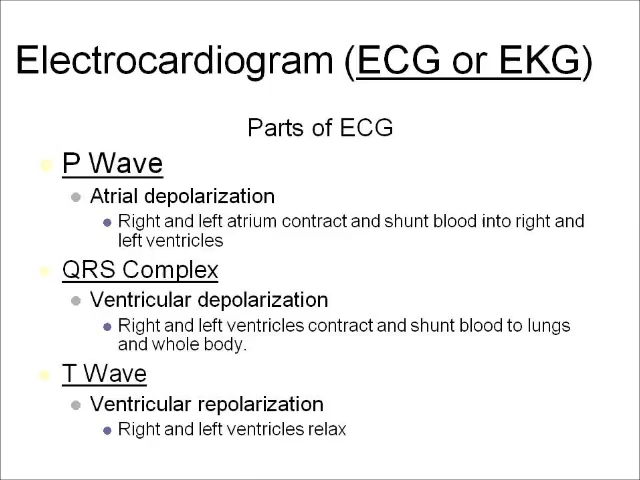 Electrocardiogram (ECG or EKG)
Parts of ECG
P Wave
Atrial depolarization
Right and left atrium contract and shunt blood into right and
left ventricles
QRS Complex
Ventricular depolarization
Right and left ventricles contract and shunt blood to lungs
and whole body.
T Wave
Ventricular repolarization
Right and left ventricles relax